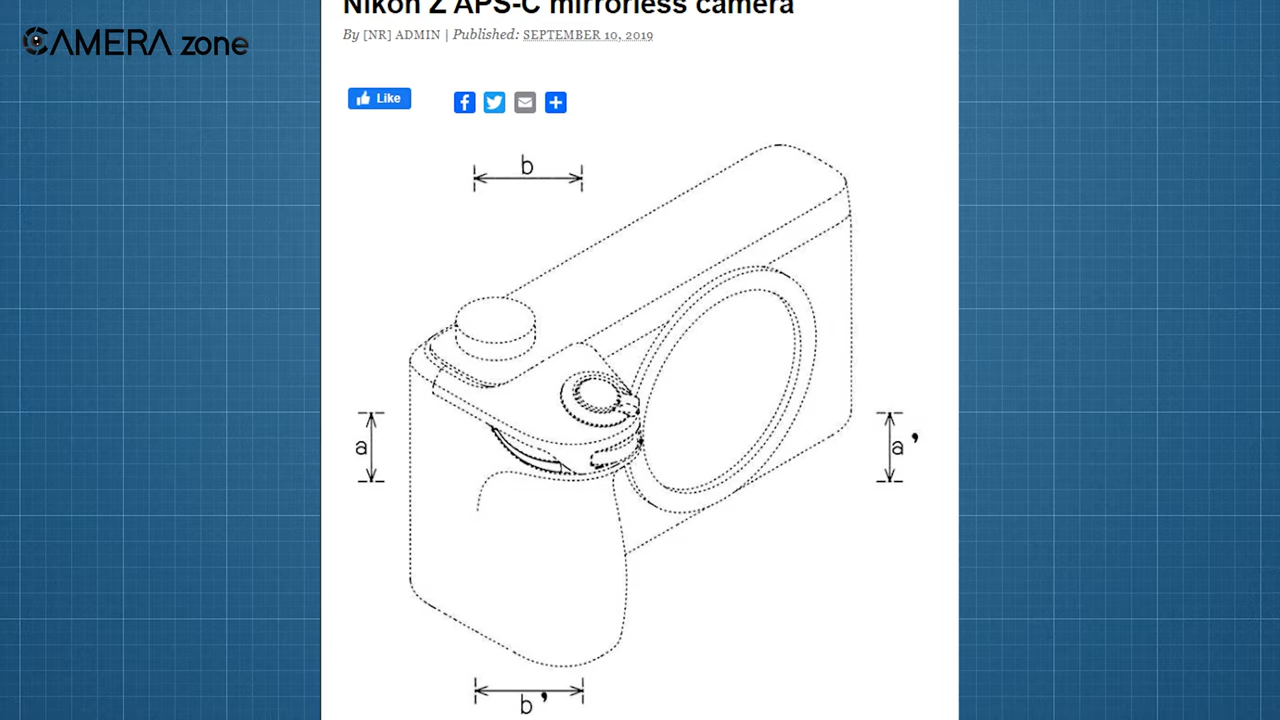 Nikon Z APS-C mirrorless camera
CAMERA zone
By [NR] ADMIN | Published: SEPTEMBER 10, 2019
Like
b
a
a’
b’